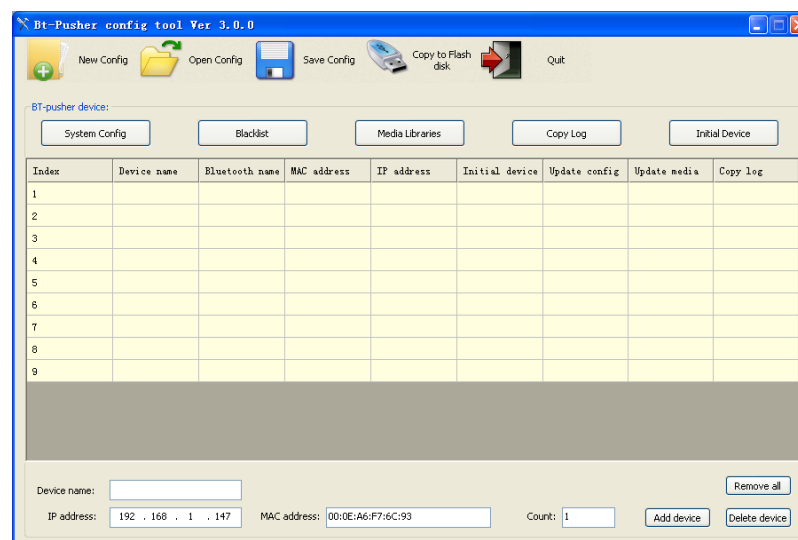 Bt-Pusher config tool Ver 3.0.0
New Config Open Config Save Config Copy to Flash disk Quit
BT-pusher device:
System Config Blacklist Media Libraries Copy Log Initial Device
Index Device name Bluetooth name MAC address IP address Initial device Update config Update media Copy log
1
2
3
4
5
6
7
8
9
Device name: Remove all
IP address: 192 . 168 . 1 . 147 MAC address: 00:0E:A6:F7:6C:93 Count: 1 Add device Delete device